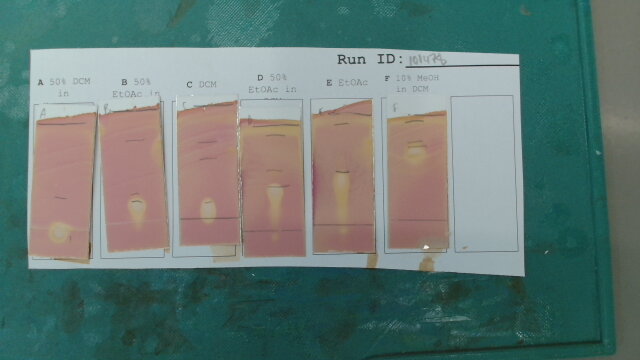 Run ID: 101478
A 50% DCM in
B 50% EtOAc in
C DCM
D 50% EtOAc in
E EtOAc
F 10% MeOH in DCM
A
F